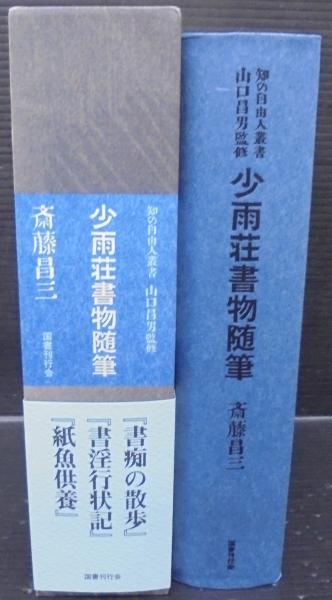 知の自由人叢書 山口昌男監修
少雨荘書物随筆
斎藤昌三
国書刊行会
『書痴の散歩』
『書淫行状記』
『紙魚供養』
国書刊行会
知の自由人叢書
山口昌男監修
少雨荘書物随筆
斎藤昌三
国書刊行会